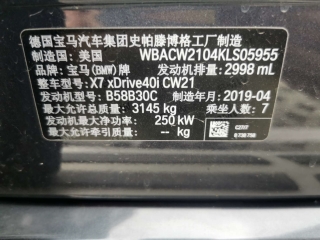 德国宝马汽车集团史帕滕博格工厂制造
制造：美国 WBACW2104KLS05955
品牌：宝马(BMW)牌 发动机排量：2998 mL
整车型号：X7 xDrive40i CW21
发动机型号：B58B30C 制造年月：2019-04
最大允许总质量：3145 kg 乘坐人数：7
发动机最大净功率：250 kW
最大允许牵引质量：-- kg